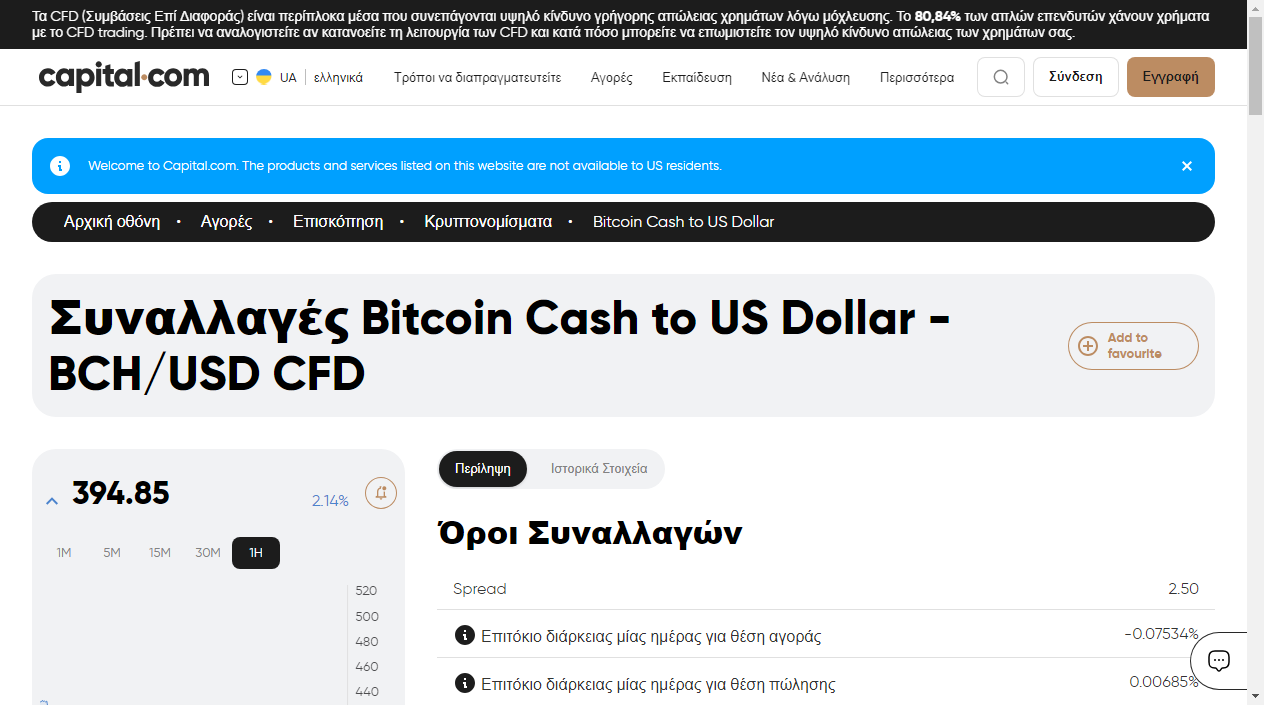 Τα CFD (Συμβάσεις Επί Διαφοράς) είναι περίπλοκα μέσα που συνεπάγονται υψηλό κίνδυνο γρήγορης απώλειας χρημάτων λόγω μόχλευσης. Το 80,84% των απλών επενδυτών χάνουν χρήματα
με το CFD trading. Πρέπει να αναλογιστείτε αν κατανοείτε τη λειτουργία των CFD και κατά πόσο μπορείτε να επωμιστείτε τον υψηλό κίνδυνο απώλειας των χρημάτων σας.
capital.com UA ελληνικά Τρόποι να διαπραγματευτείτε Αγορές Εκπαίδευση Νέα & Ανάλυση Περισσότερα Σύνδεση Εγγραφή
Welcome to Capital.com. The products and services listed on this website are not available to US residents.
Αρχική οθόνη • Αγορές • Επισκόπηση • Κρυπτονομίσματα • Bitcoin Cash to US Dollar
Συναλλαγές Bitcoin Cash to US Dollar -
BCH/USD CFD
Add to
favourite
394.85 2.14%
1M 5M 15M 30M 1H
520
500
480
460
440
Περίληψη Ιστορικά Στοιχεία
Όροι Συναλλαγών
Spread 2.50
Επιτόκιο διάρκειας μίας ημέρας για θέση αγοράς -0.07534%
Επιτόκιο διάρκειας μίας ημέρας για θέση πώλησης 0.00685%